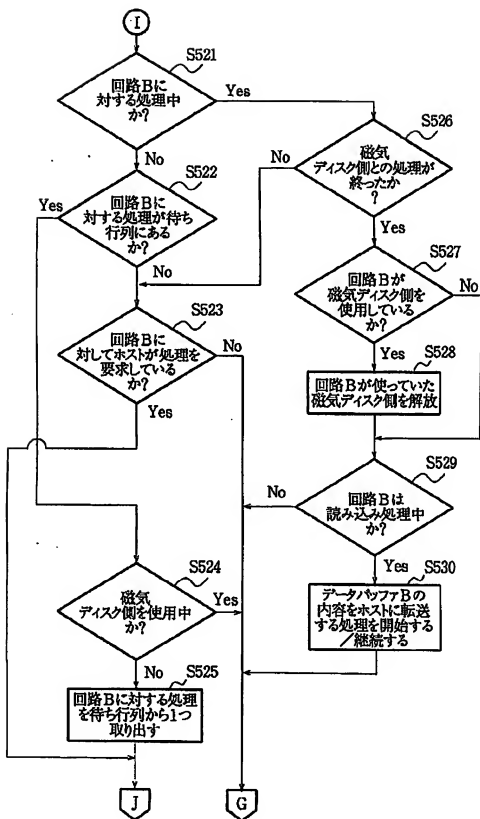 I
S521
回路Bに
対する処理中
か?
Yes
No
S522
回路Bに
対する処理が待ち
行列にある
か?
Yes
No
S523
回路Bに
対してホストが処理を
要求している
か?
No
Yes
S524
磁気
ディスク側を使用中
か?
Yes
No
S525
回路Bに対する処理
を待ち行列から1つ
取り出す
J
S526
磁気
ディスク側との処理が
終ったか
?
No
Yes
S527
回路Bが
磁気ディスク側を
使用している
か?
No
Yes
S528
回路Bが使っていた
磁気ディスク側を解放
S529
回路Bは
読み込み処理中
か?
No
Yes
S530
データバッファBの
内容をホストに転送
する処理を開始する
/継続する
G